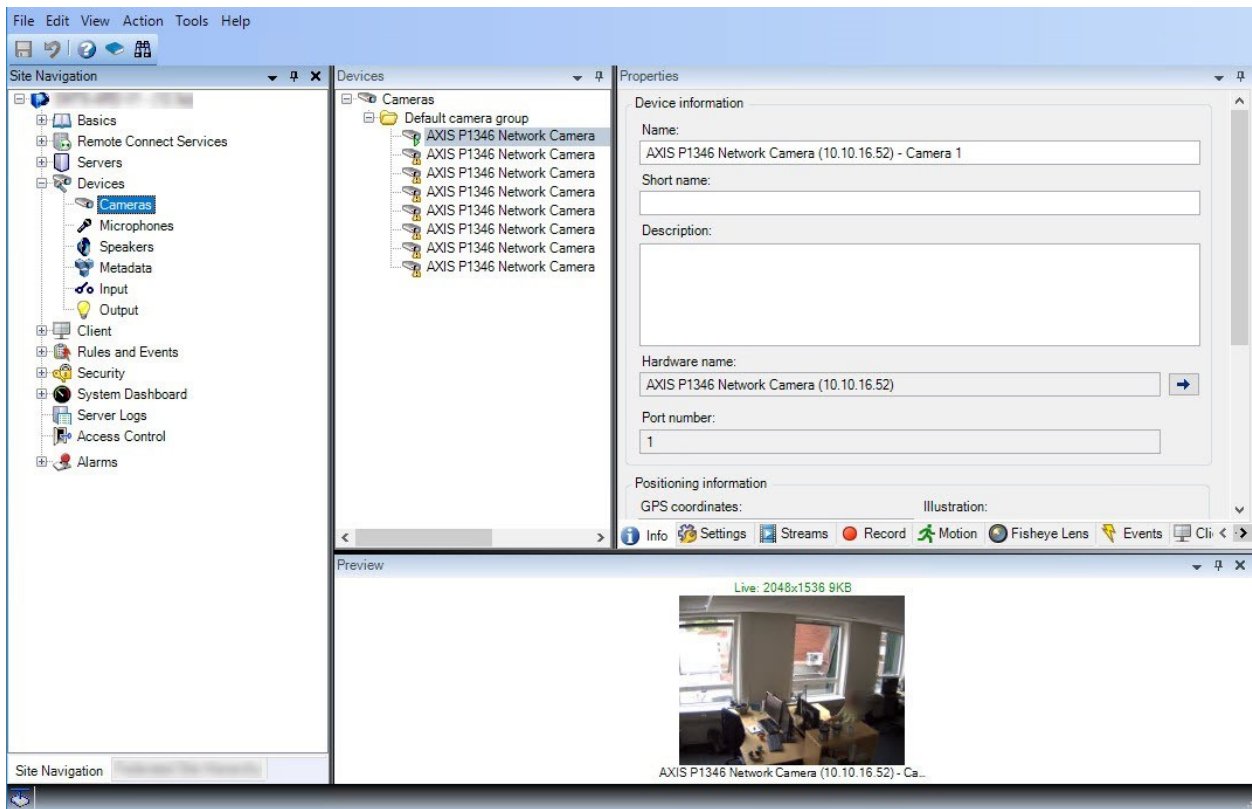 File Edit View Action Tools Help
Site Navigation
Basics
Remote Connect Services
Servers
Devices
Cameras
Microphones
Speakers
Metadata
Input
Output
Client
Rules and Events
Security
System Dashboard
Server Logs
Access Control
Alarms
Site Navigation
Devices
Cameras
Default camera group
AXIS P1346 Network Camera
AXIS P1346 Network Camera
AXIS P1346 Network Camera
AXIS P1346 Network Camera
AXIS P1346 Network Camera
AXIS P1346 Network Camera
AXIS P1346 Network Camera
AXIS P1346 Network Camera
Properties
Device information
Name:
AXIS P1346 Network Camera (10.10.16.52) - Camera 1
Short name:
Description:
Hardware name:
AXIS P1346 Network Camera (10.10.16.52)
Port number:
1
Positioning information
GPS coordinates: Illustration:
Info Settings Streams Record Motion Fisheye Lens Events Cli
Preview
Live: 2048x1536 9KB
AXIS P1346 Network Camera (10.10.16.52) - Ca...